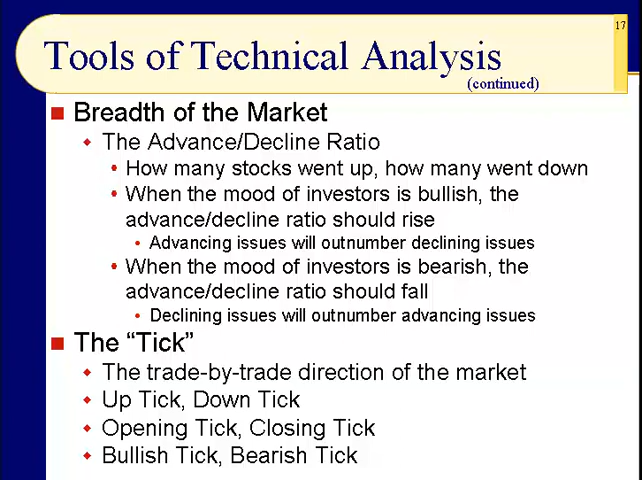 17
Tools of Technical Analysis
(continued)
Breadth of the Market
The Advance/Decline Ratio
How many stocks went up, how many went down
When the mood of investors is bullish, the
advance/decline ratio should rise
Advancing issues will outnumber declining issues
When the mood of investors is bearish, the
advance/decline ratio should fall
Declining issues will outnumber advancing issues
The “Tick”
The trade-by-trade direction of the market
Up Tick, Down Tick
Opening Tick, Closing Tick
Bullish Tick, Bearish Tick